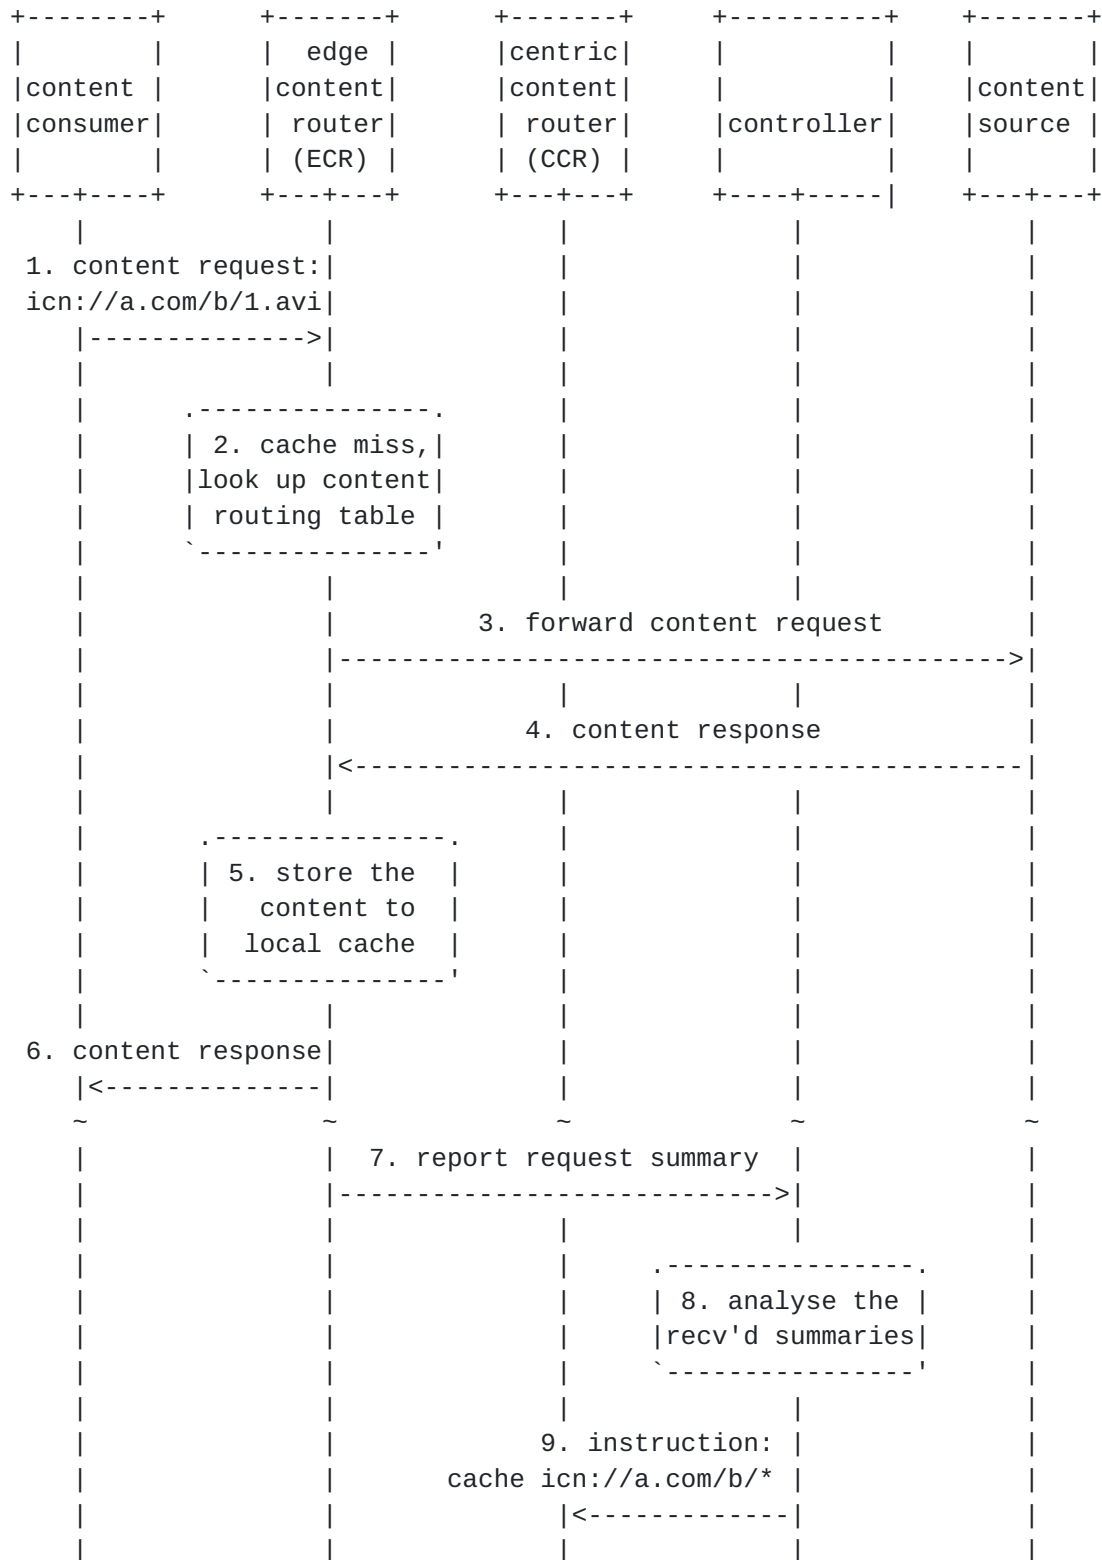 edge centric
content content content content
consumer router router controller source
(ECR) (CCR)
1. content request:
icn://a.com/b/1.avi
2. cache miss,
look up content
routing table
3. forward content request
4. content response
5. store the
content to
local cache
6. content response
7. report request summary
8. analyse the
recv'd summaries
9. instruction:
cache icn://a.com/b/*